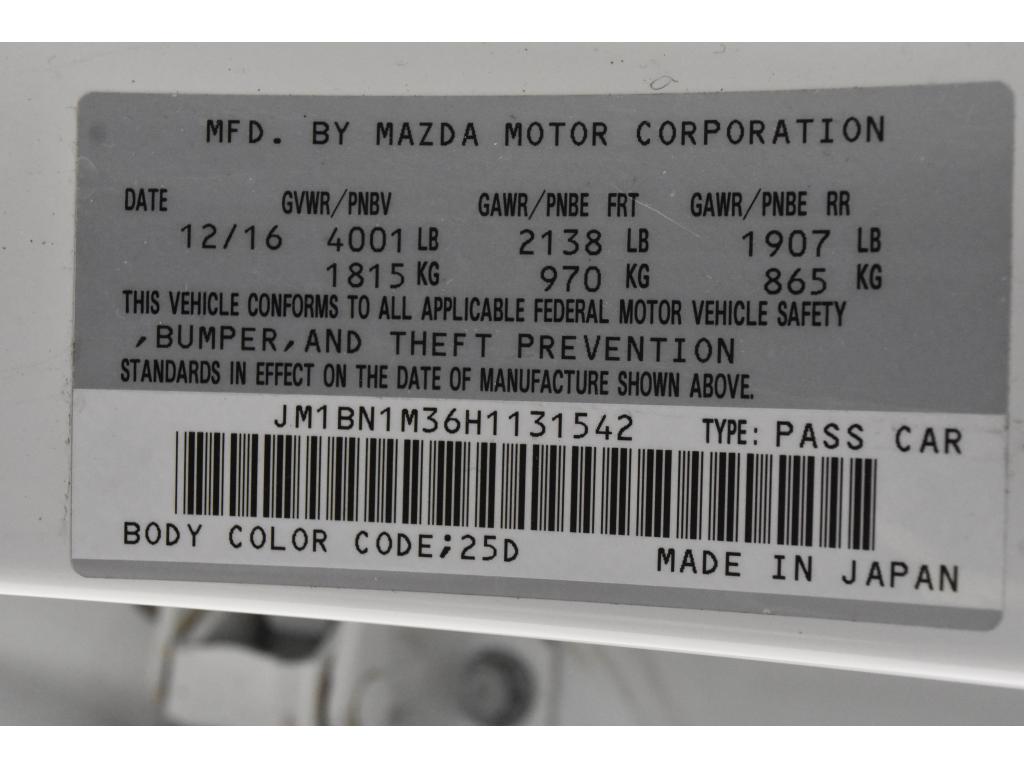 MFD. BY MAZDA MOTOR CORPORATION
DATE GVWR/PNBV GAWR/PNBE FRT GAWR/PNBE RR
12/16 4001 LB 2138 LB 1907 LB
1815 KG 970 KG 865 KG
THIS VEHICLE CONFORMS TO ALL APPLICABLE FEDERAL MOTOR VEHICLE SAFETY
,BUMPER,AND THEFT PREVENTION
STANDARDS IN EFFECT ON THE DATE OF MANUFACTURE SHOWN ABOVE.
JM1BN1M36H1131542 TYPE: PASS CAR
BODY COLOR CODE;25D MADE IN JAPAN